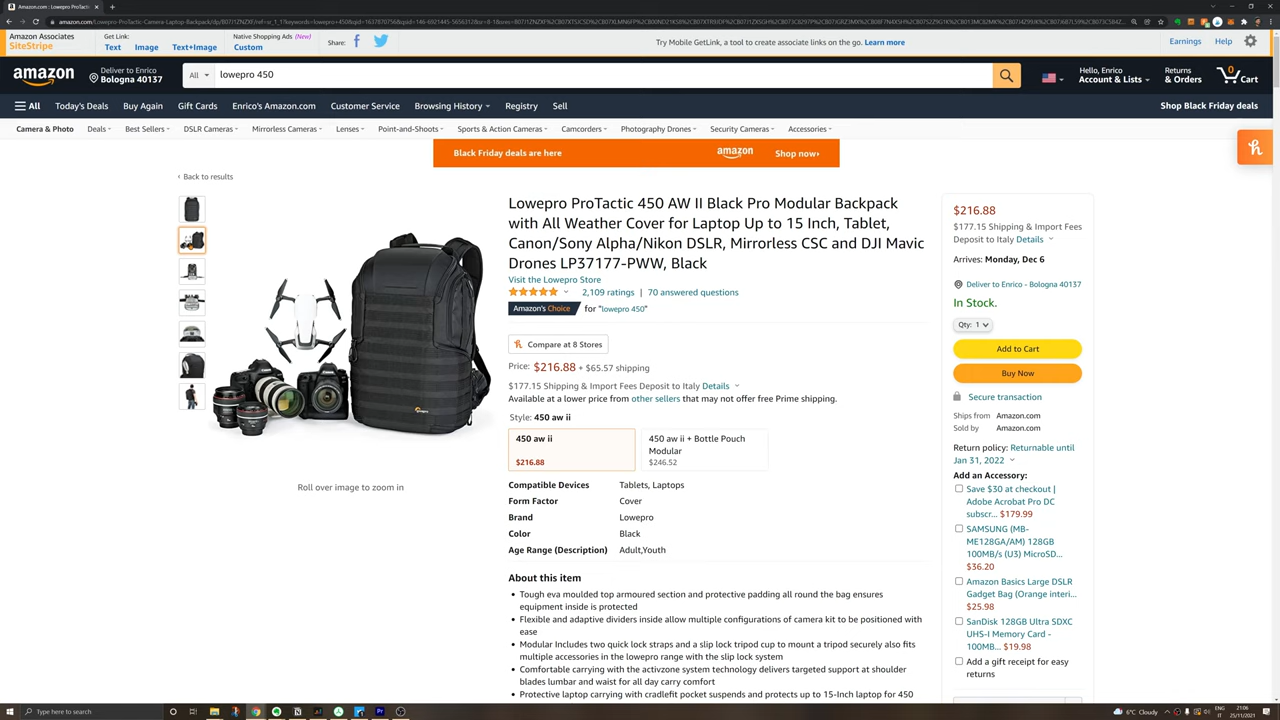 Amazon.com: Lowepro ProTactic 45
Amazon Associates
SiteStripe
Get Link:
Text
Image
Text+Image
Native Shopping Ads (New)
Custom
Share:
Try Mobile GetLink, a tool to create associate links on the go. Learn more
Earnings
Help
amazon
Deliver to Enrico
Bologna 40137
All
lowepro 450
Hello, Enrico
Account & Lists
Returns
& Orders
0
Cart
All
Today's Deals
Buy Again
Gift Cards
Enrico's Amazon.com
Customer Service
Browsing History
Registry
Sell
Shop Black Friday deals
Camera & Photo
Deals
Best Sellers
DSLR Cameras
Mirrorless Cameras
Lenses
Point-and-Shoots
Sports & Action Cameras
Camcorders
Photography Drones
Security Cameras
Accessories
Black Friday deals are here
amazon
Shop now›
‹ Back to results
Lowepro ProTactic 450 AW II Black Pro Modular Backpack
with All Weather Cover for Laptop Up to 15 Inch, Tablet,
Canon/Sony Alpha/Nikon DSLR, Mirrorless CSC and DJI Mavic
Drones LP37177-PWW, Black
Visit the Lowepro Store
2,109 ratings | 70 answered questions
Amazon's Choice for "lowepro 450"
Compare at 8 Stores
Price: $216.88 + $65.57 shipping
$177.15 Shipping & Import Fees Deposit to Italy Details
Available at a lower price from other sellers that may not offer free Prime shipping.
Style: 450 aw ii
450 aw ii
$216.88
450 aw ii + Bottle Pouch
Modular
$246.52
Roll over image to zoom in
Compatible Devices Tablets, Laptops
Form Factor Cover
Brand Lowepro
Color Black
Age Range (Description) Adult,Youth
About this item
• Tough eva moulded top armoured section and protective padding all round the bag ensures
equipment inside is protected
• Flexible and adaptive dividers inside allow multiple configurations of camera kit to be positioned with
ease
• Modular Includes two quick lock straps and a slip lock tripod cup to mount a tripod securely also fits
multiple accessories in the lowepro range with the slip lock system
• Comfortable carrying with the activzone system technology delivers targeted support at shoulder
blades lumbar and waist for all day carry comfort
• Protective laptop carrying with cradlefit pocket suspends and protects up to 15-Inch laptop for 450
$216.88
$177.15 Shipping & Import Fees
Deposit to Italy Details
Arrives: Monday, Dec 6
Deliver to Enrico - Bologna 40137
In Stock.
Qty: 1
Add to Cart
Buy Now
Secure transaction
Ships from Amazon.com
Sold by Amazon.com
Return policy: Returnable until
Jan 31, 2022
Add an Accessory:
Save $30 at checkout |
Adobe Acrobat Pro DC
subscr... $179.99
SAMSUNG (MB-
ME128GA/AM) 128GB
100MB/s (U3) MicroSD...
$36.20
Amazon Basics Large DSLR
Gadget Bag (Orange interi...
$25.98
SanDisk 128GB Ultra SDXC
UHS-I Memory Card -
100MB... $19.98
Add a gift receipt for easy
returns
Type here to search
6°C Cloudy
ENG
IT
21:06
25/11/2021